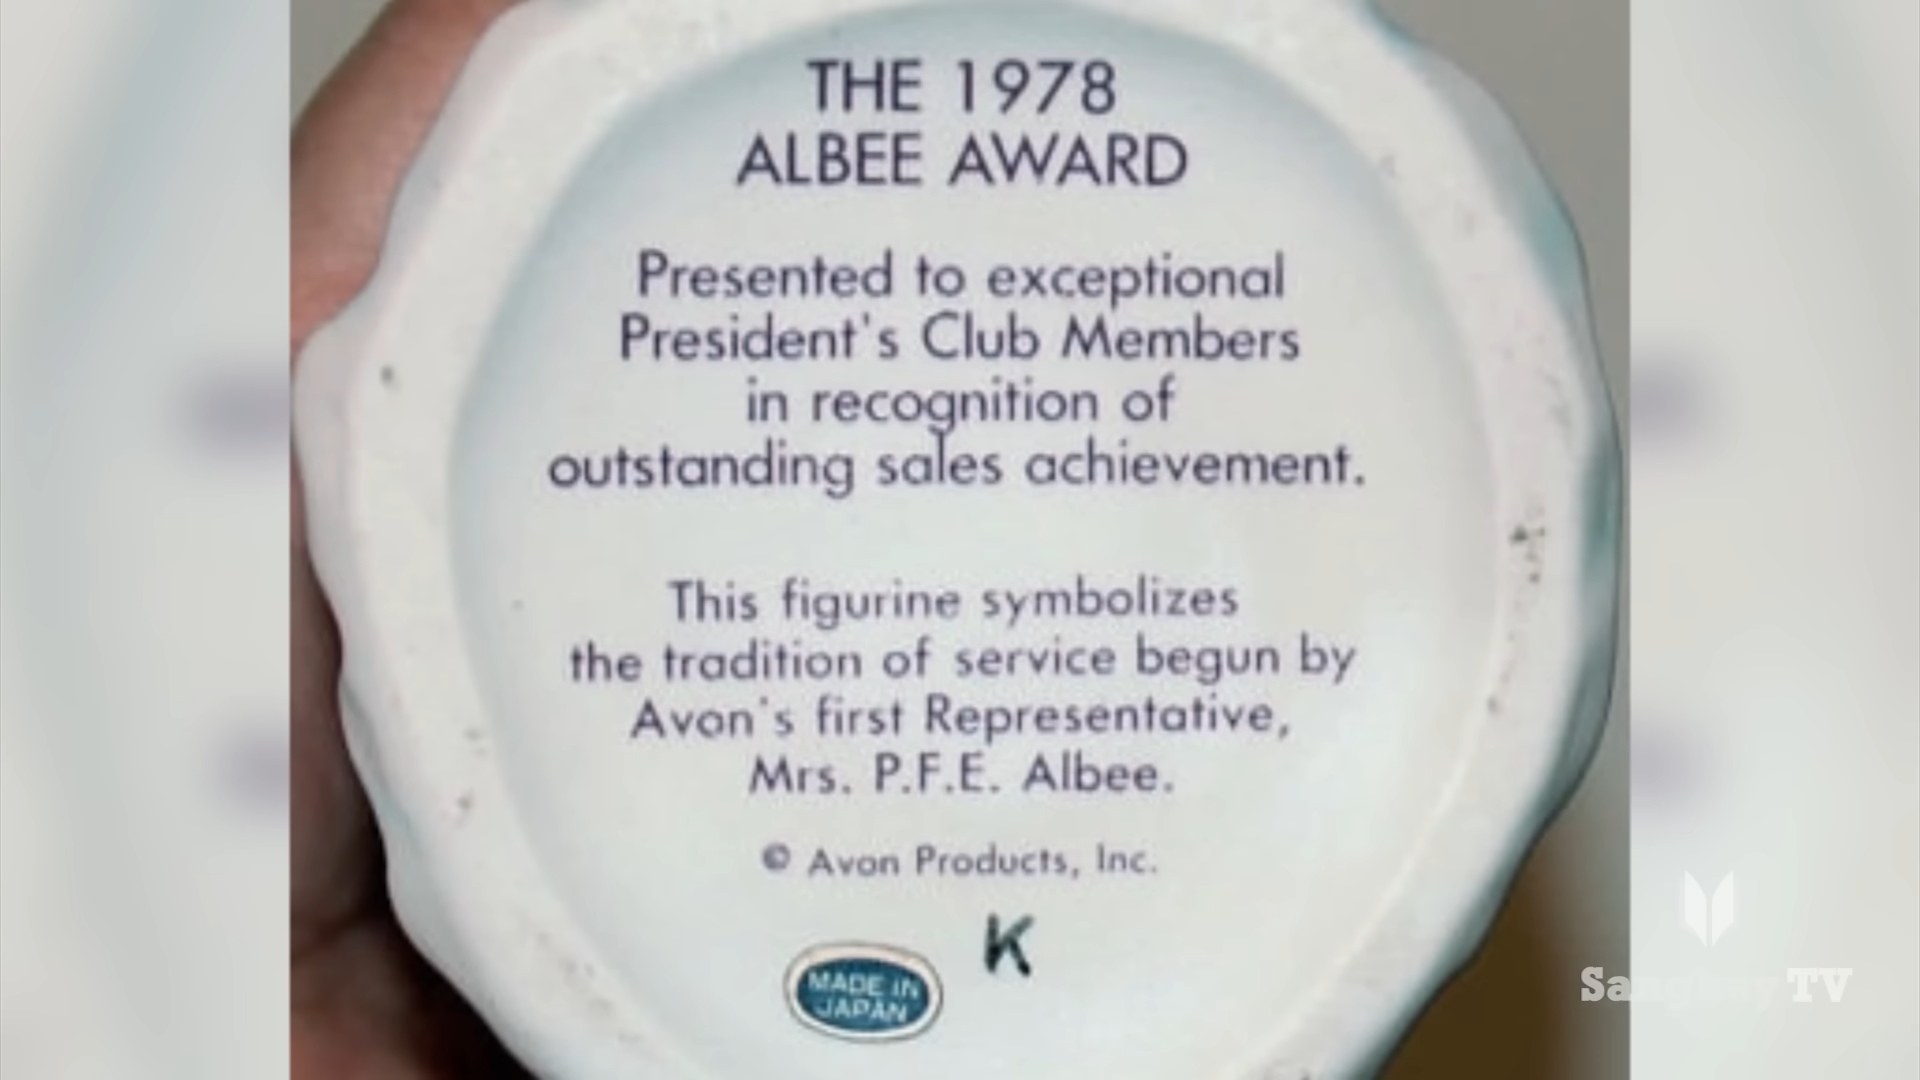 THE 1978
ALBEE AWARD
Presented to exceptional
President's Club Members
in recognition of
outstanding sales achievement.
This figurine symbolizes
the tradition of service begun by
Avon's first Representative,
Mrs. P.F.E. Albee.
© Avon Products, Inc.
K
MADE IN
JAPAN
TV